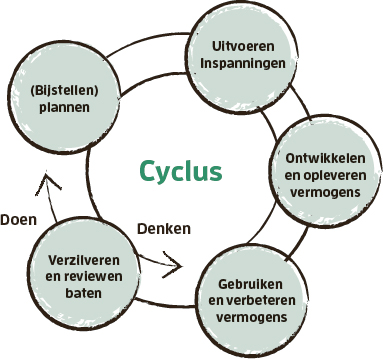 Uitvoeren
Inspanningen
(Bijstellen)
plannen
Cyclus
Ontwikkelen
en opleveren
vermogens
Doen
Denken
Verzilveren
en reviewen
baten
Gebruiken
en verbeteren
vermogens